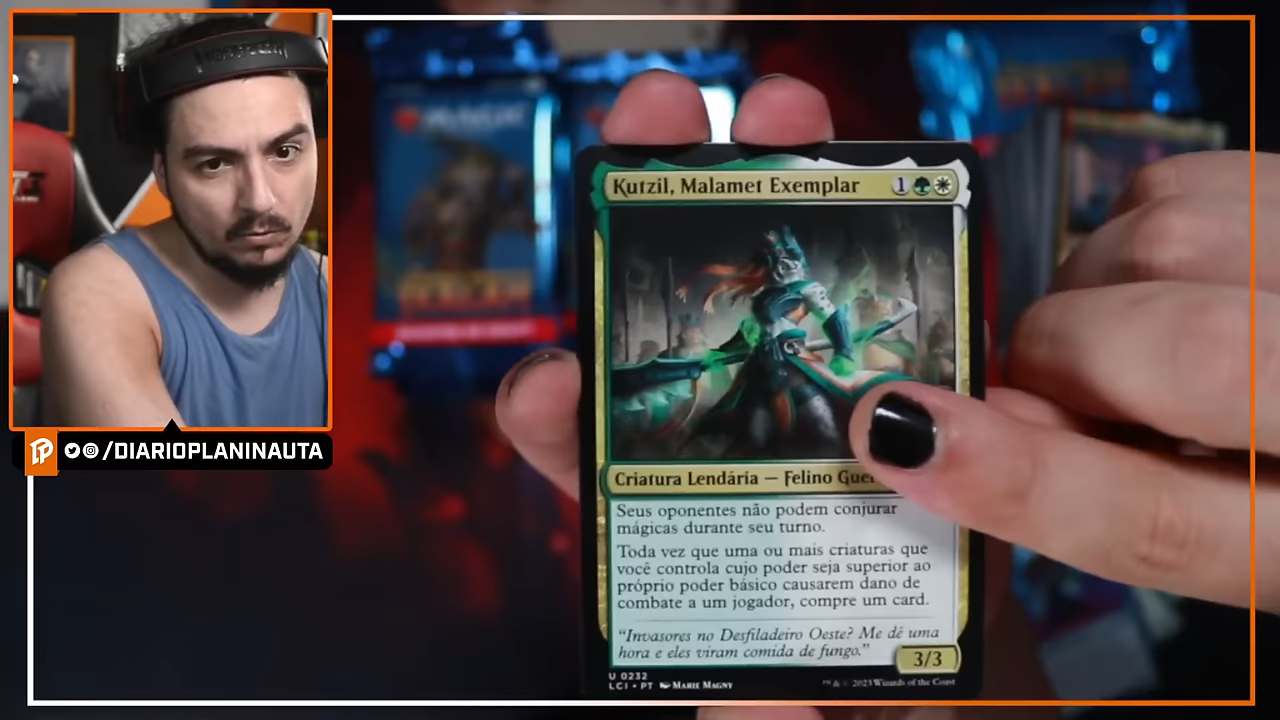 /DIARIOPLANINAUTA
Kutzil, Malamet Exemplar 1
Criatura Lendária — Felino
Seus oponentes não podem conjurar
mágicas durante seu turno.
Toda vez que uma ou mais criaturas que
você controla cujo poder seja superior ao
próprio poder básico causarem dano de
combate a um jogador, compre um card.
“Invasores no Desfiladeiro Oeste? Me dê uma
hora e eles viram comida de fungo.”
3/3
U 0232
LCI • PT Marie Magny
™ & 2023 Wizards of the Coast